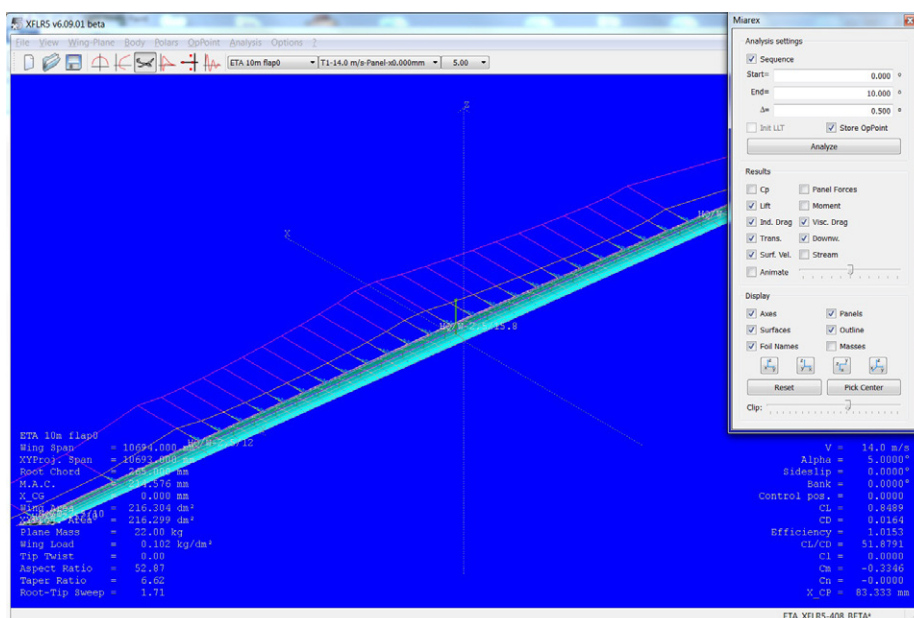 XFLR5 v6.09.01 beta
File View Wing-Plane Body Polars OpPoint Analysis Options ?
ETA 10m flap0 T1-14.0 m/s-Panel-x0.000mm 5.00
Z
X
ETA 10m flap0
Wing Span = 10694.000 mm
XYProj. Span = 10693.000 mm
Root Chord = 265.000 mm
M.A.C. = 214.576 mm
X_CG = 0.000 mm
Wing Area = 216.304 dm²
XYProj. Area = 216.299 dm²
Plane Mass = 22.00 kg
Wing Load = 0.102 kg/dm²
Tip Twist = 0.00
Aspect Ratio = 52.87
Taper Ratio = 6.62
Root-Tip Sweep = 1.71
V = 14.0 m/s
Alpha = 5.0000°
Sideslip = 0.0000°
Bank = 0.0000°
Control pos. = 0.0000
CL = 0.8489
CD = 0.0164
Efficiency = 1.0153
CL/CD = 51.8791
Cl = 0.0000
Cm = -0.3346
Cn = -0.0000
X_CP = 83.333 mm
ETA_XFLR5-408_BETA*
Miarex
Analysis settings
Sequence
Start= 0.000 °
End= 10.000 °
Δ= 0.500 °
Init LLT Store OpPoint
Analyze
Results
Cp Panel Forces
Lift Moment
Ind. Drag Visc. Drag
Trans. Downw.
Surf. Vel. Stream
Animate
Display
Axes Panels
Surfaces Outline
Foil Names Masses
Reset Pick Center
Clip: